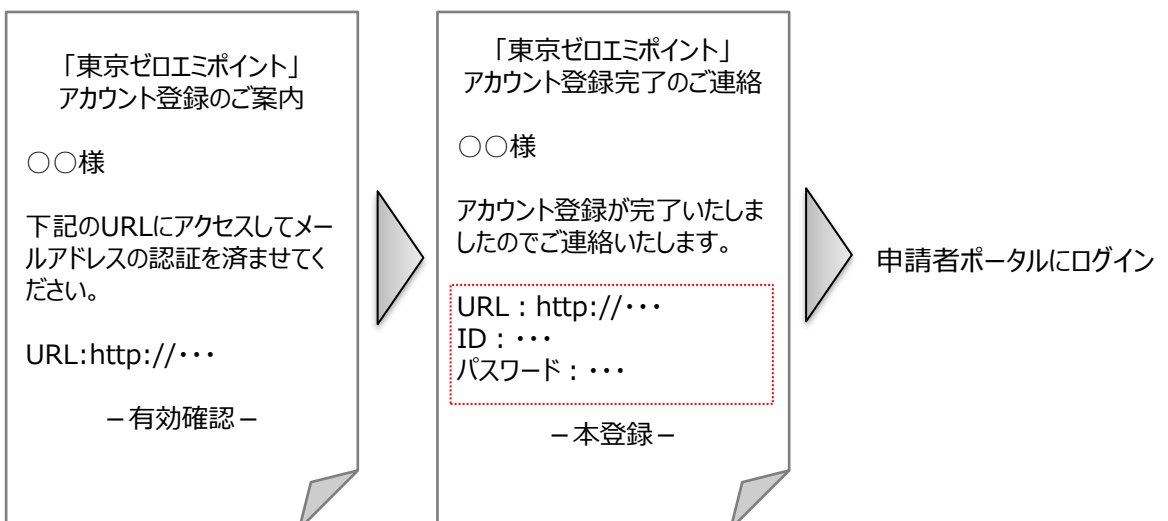 「東京ゼロエミポイント」
アカウント登録のご案内
○○様
下記のURLにアクセスしてメー
ルアドレスの認証を済ませてく
ださい。
URL:http://・・・
－有効確認－
「東京ゼロエミポイント」
アカウント登録完了のご連絡
○○様
アカウント登録が完了いたしま
したのでご連絡いたします。
URL：http://・・・
ID：・・・
パスワード：・・・
－本登録－
申請者ポータルにログイン